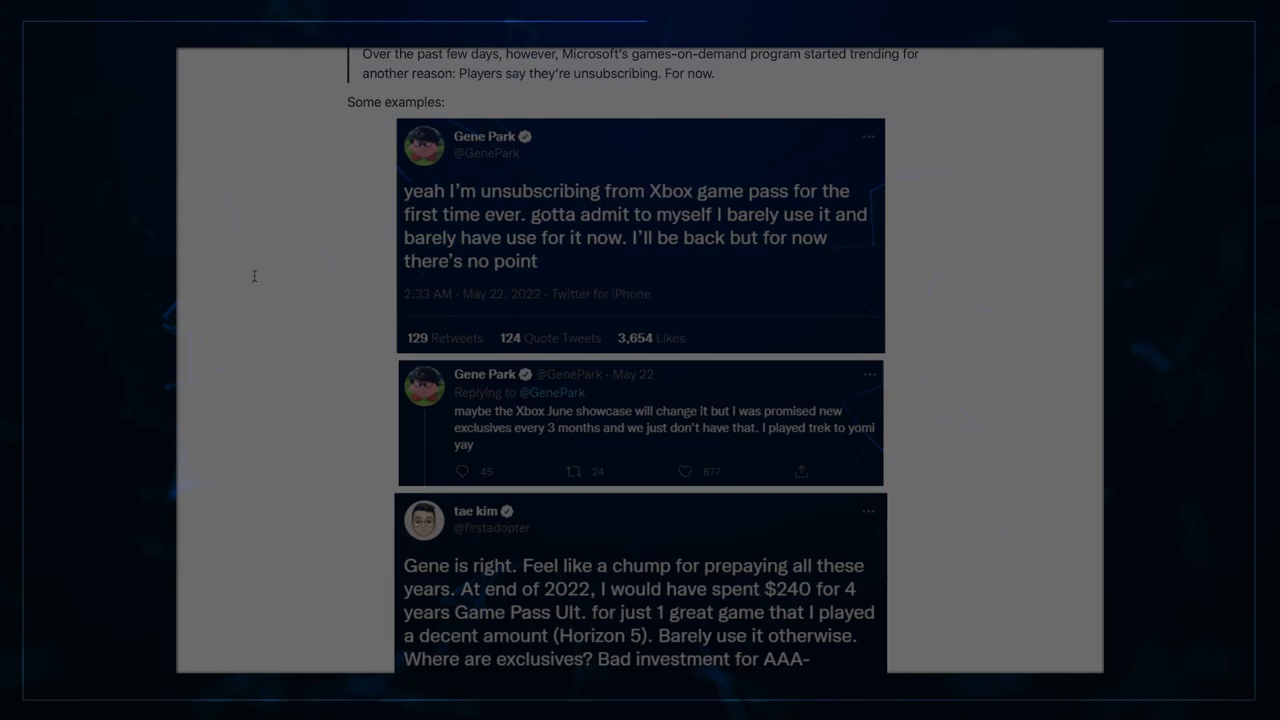 Over the past few days, however, Microsoft's games-on-demand program started trending for
another reason: Players say they're unsubscribing. For now.
Some examples:
Gene Park
@GenePark
yeah I'm unsubscribing from Xbox game pass for the
first time ever. gotta admit to myself I barely use it and
barely have use for it now. I'll be back but for now
there's no point
2:33 AM · May 22, 2022 · Twitter for iPhone
129 Retweets 124 Quote Tweets 3,654 Likes
Gene Park @GenePark · May 22
Replying to @GenePark
maybe the Xbox June showcase will change it but I was promised new
exclusives every 3 months and we just don't have that. I played trek to yomi
yay
45 24 877
tae kim
@firstadopter
Gene is right. Feel like a chump for prepaying all these
years. At end of 2022, I would have spent $240 for 4
years Game Pass Ult. for just 1 great game that I played
a decent amount (Horizon 5). Barely use it otherwise.
Where are exclusives? Bad investment for AAA-